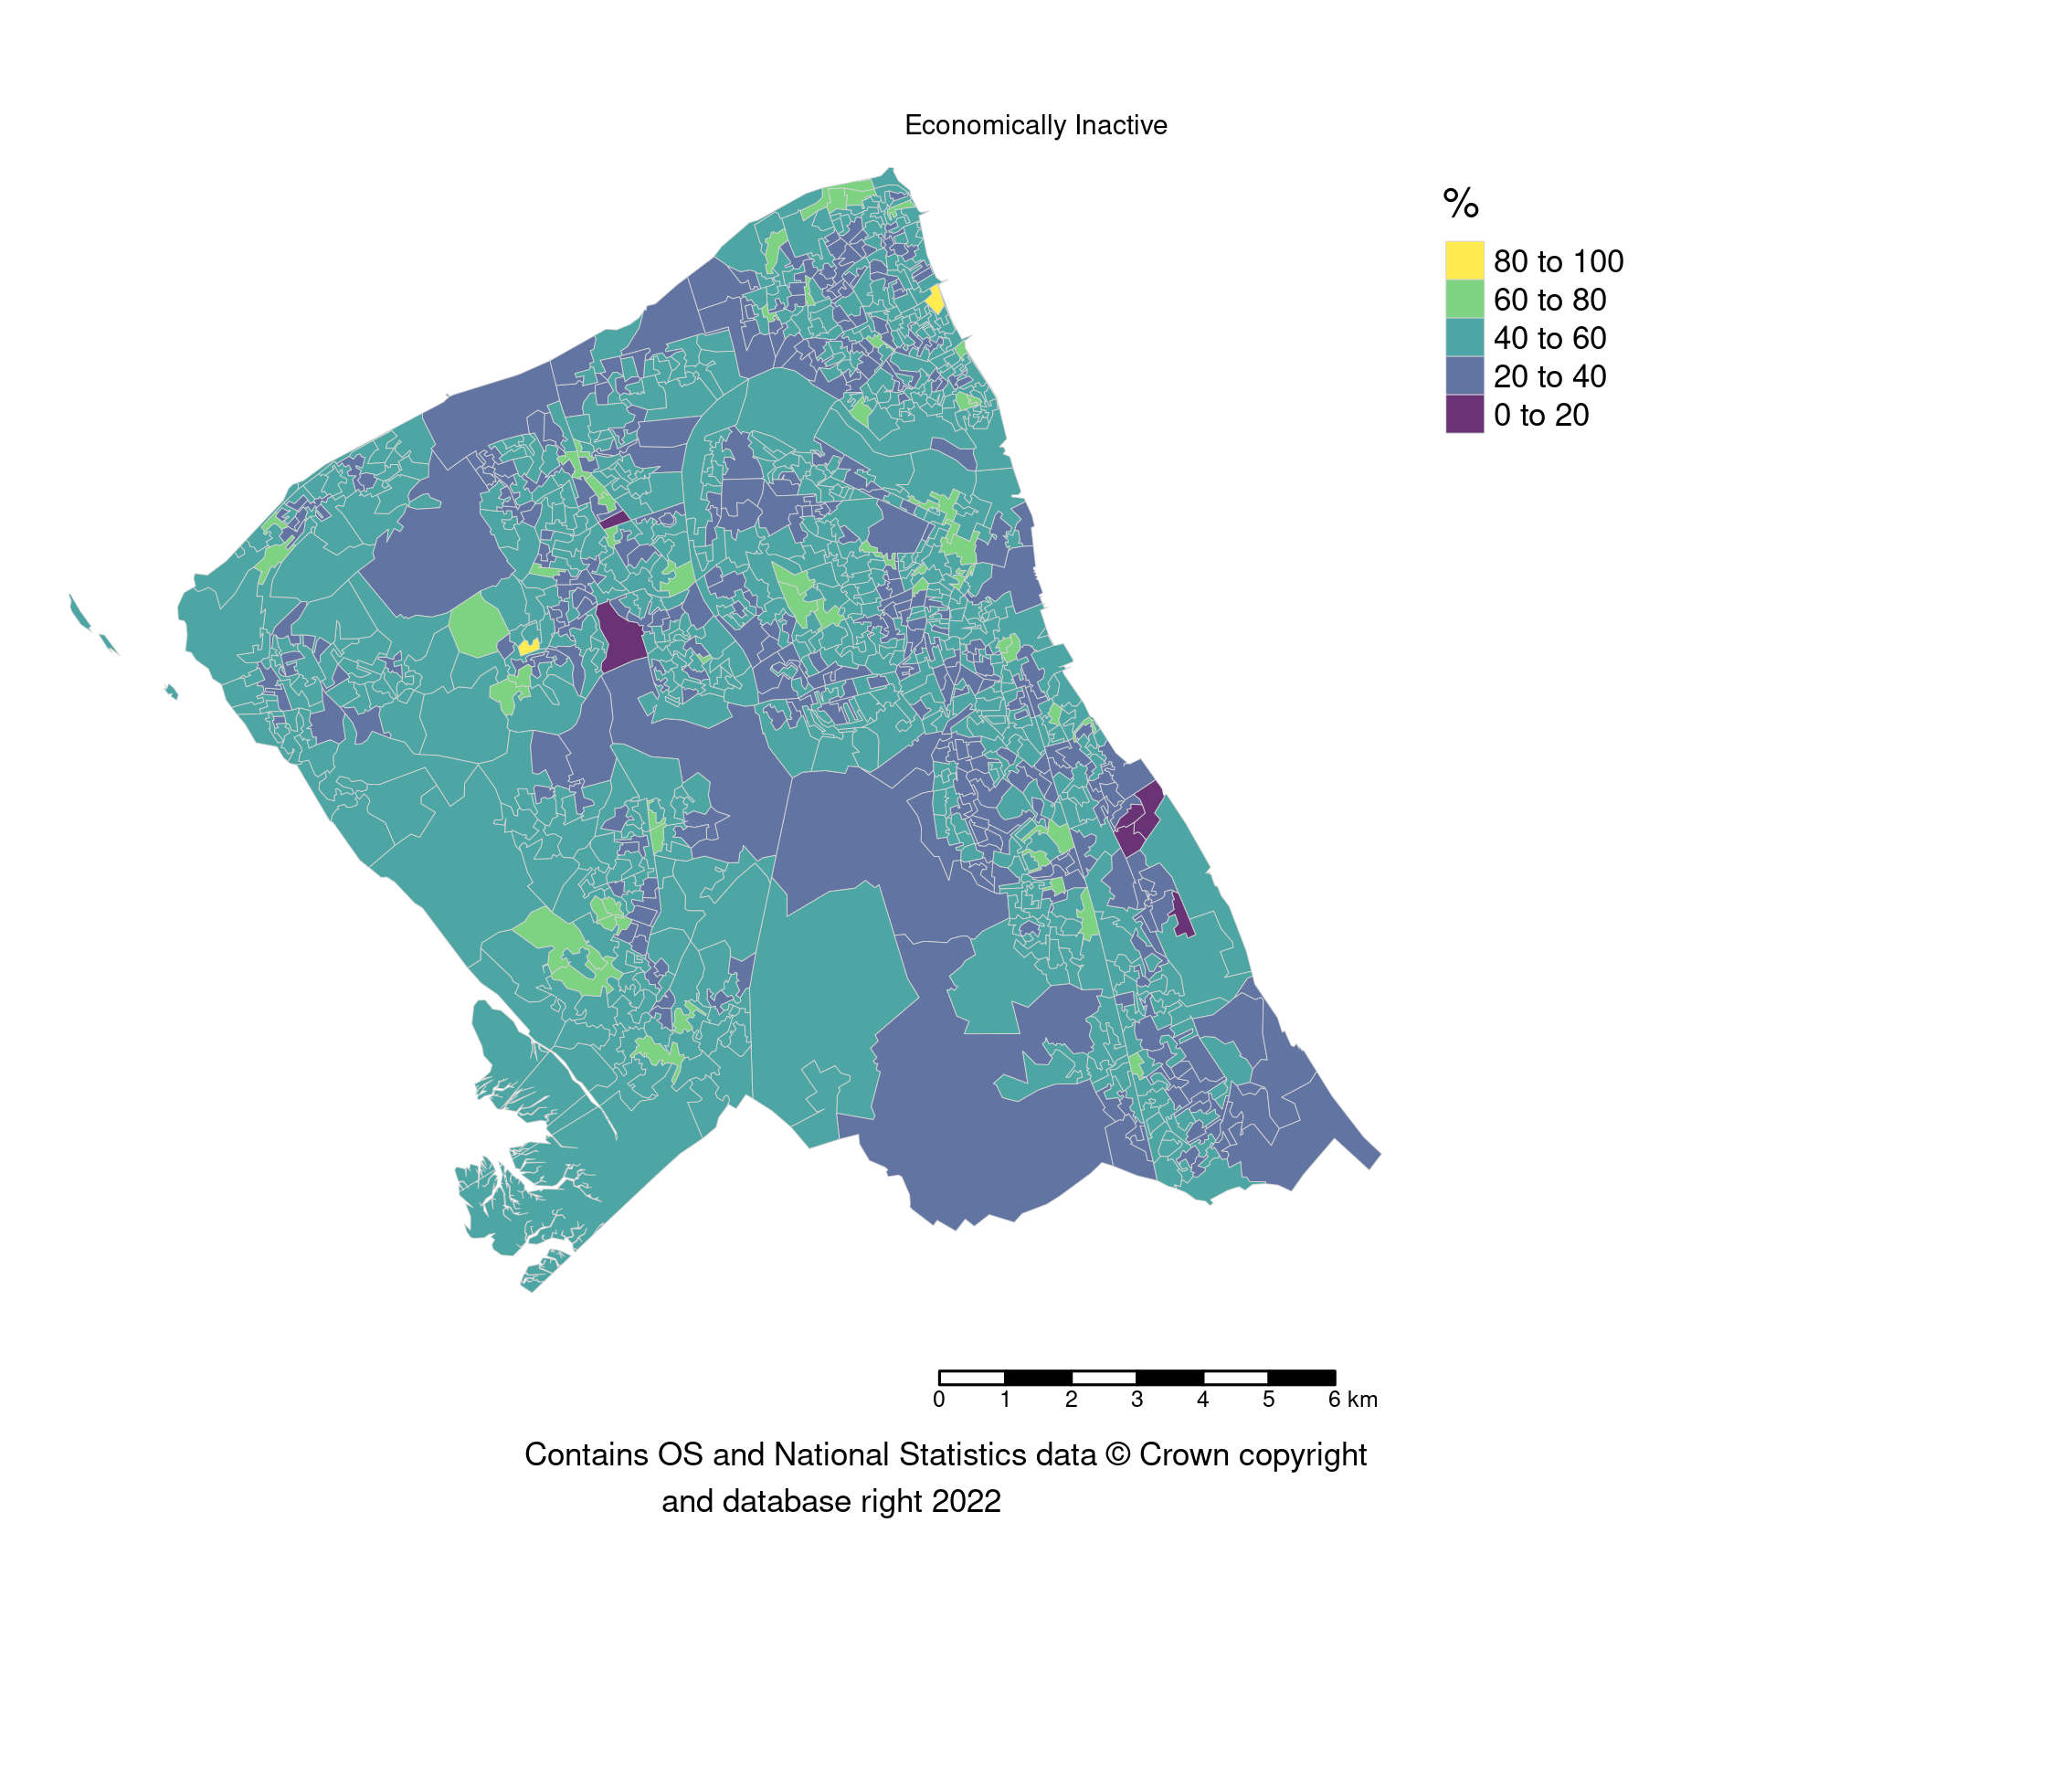 Economically Inactive
%
80 to 100
60 to 80
40 to 60
20 to 40
0 to 20
0 1 2 3 4 5 6 km
Contains OS and National Statistics data © Crown copyright
and database right 2022